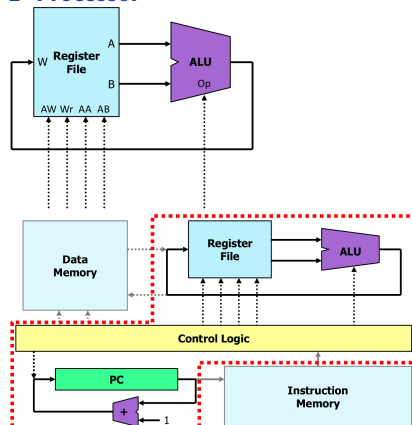 Register
File
A
B
W
AW Wr AA AB
ALU
Op
Data
Memory
Register
File
ALU
Control Logic
PC
+
1
Instruction
Memory